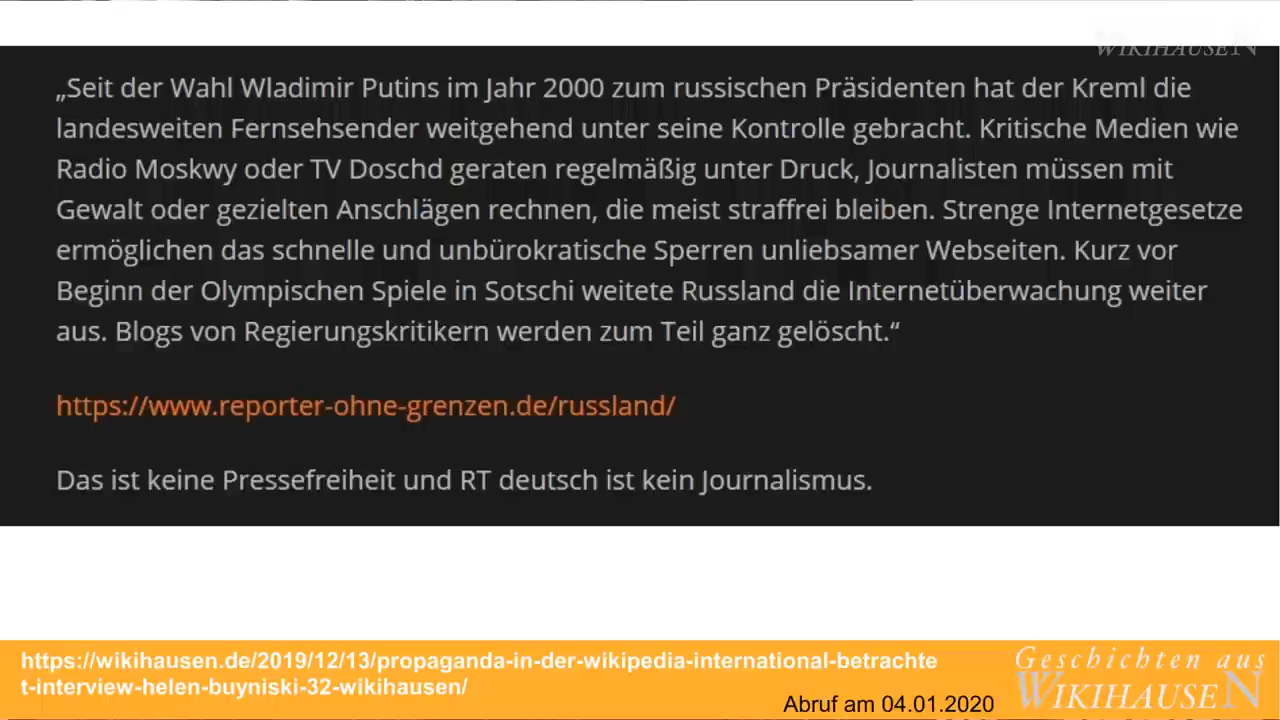 WIKIHAUSEN
„Seit der Wahl Wladimir Putins im Jahr 2000 zum russischen Präsidenten hat der Kreml die
landesweiten Fernsehsender weitgehend unter seine Kontrolle gebracht. Kritische Medien wie
Radio Moskwy oder TV Doschd geraten regelmäßig unter Druck, Journalisten müssen mit
Gewalt oder gezielten Anschlägen rechnen, die meist straffrei bleiben. Strenge Internetgesetze
ermöglichen das schnelle und unbürokratische Sperren unliebsamer Webseiten. Kurz vor
Beginn der Olympischen Spiele in Sotschi weitete Russland die Internetüberwachung weiter
aus. Blogs von Regierungskritikern werden zum Teil ganz gelöscht.“
https://www.reporter-ohne-grenzen.de/russland/
Das ist keine Pressefreiheit und RT deutsch ist kein Journalismus.
https://wikihausen.de/2019/12/13/propaganda-in-der-wikipedia-international-betrachte
t-interview-helen-buyniski-32-wikihausen/
Abruf am 04.01.2020
Geschichten aus
WIKIHAUSEN